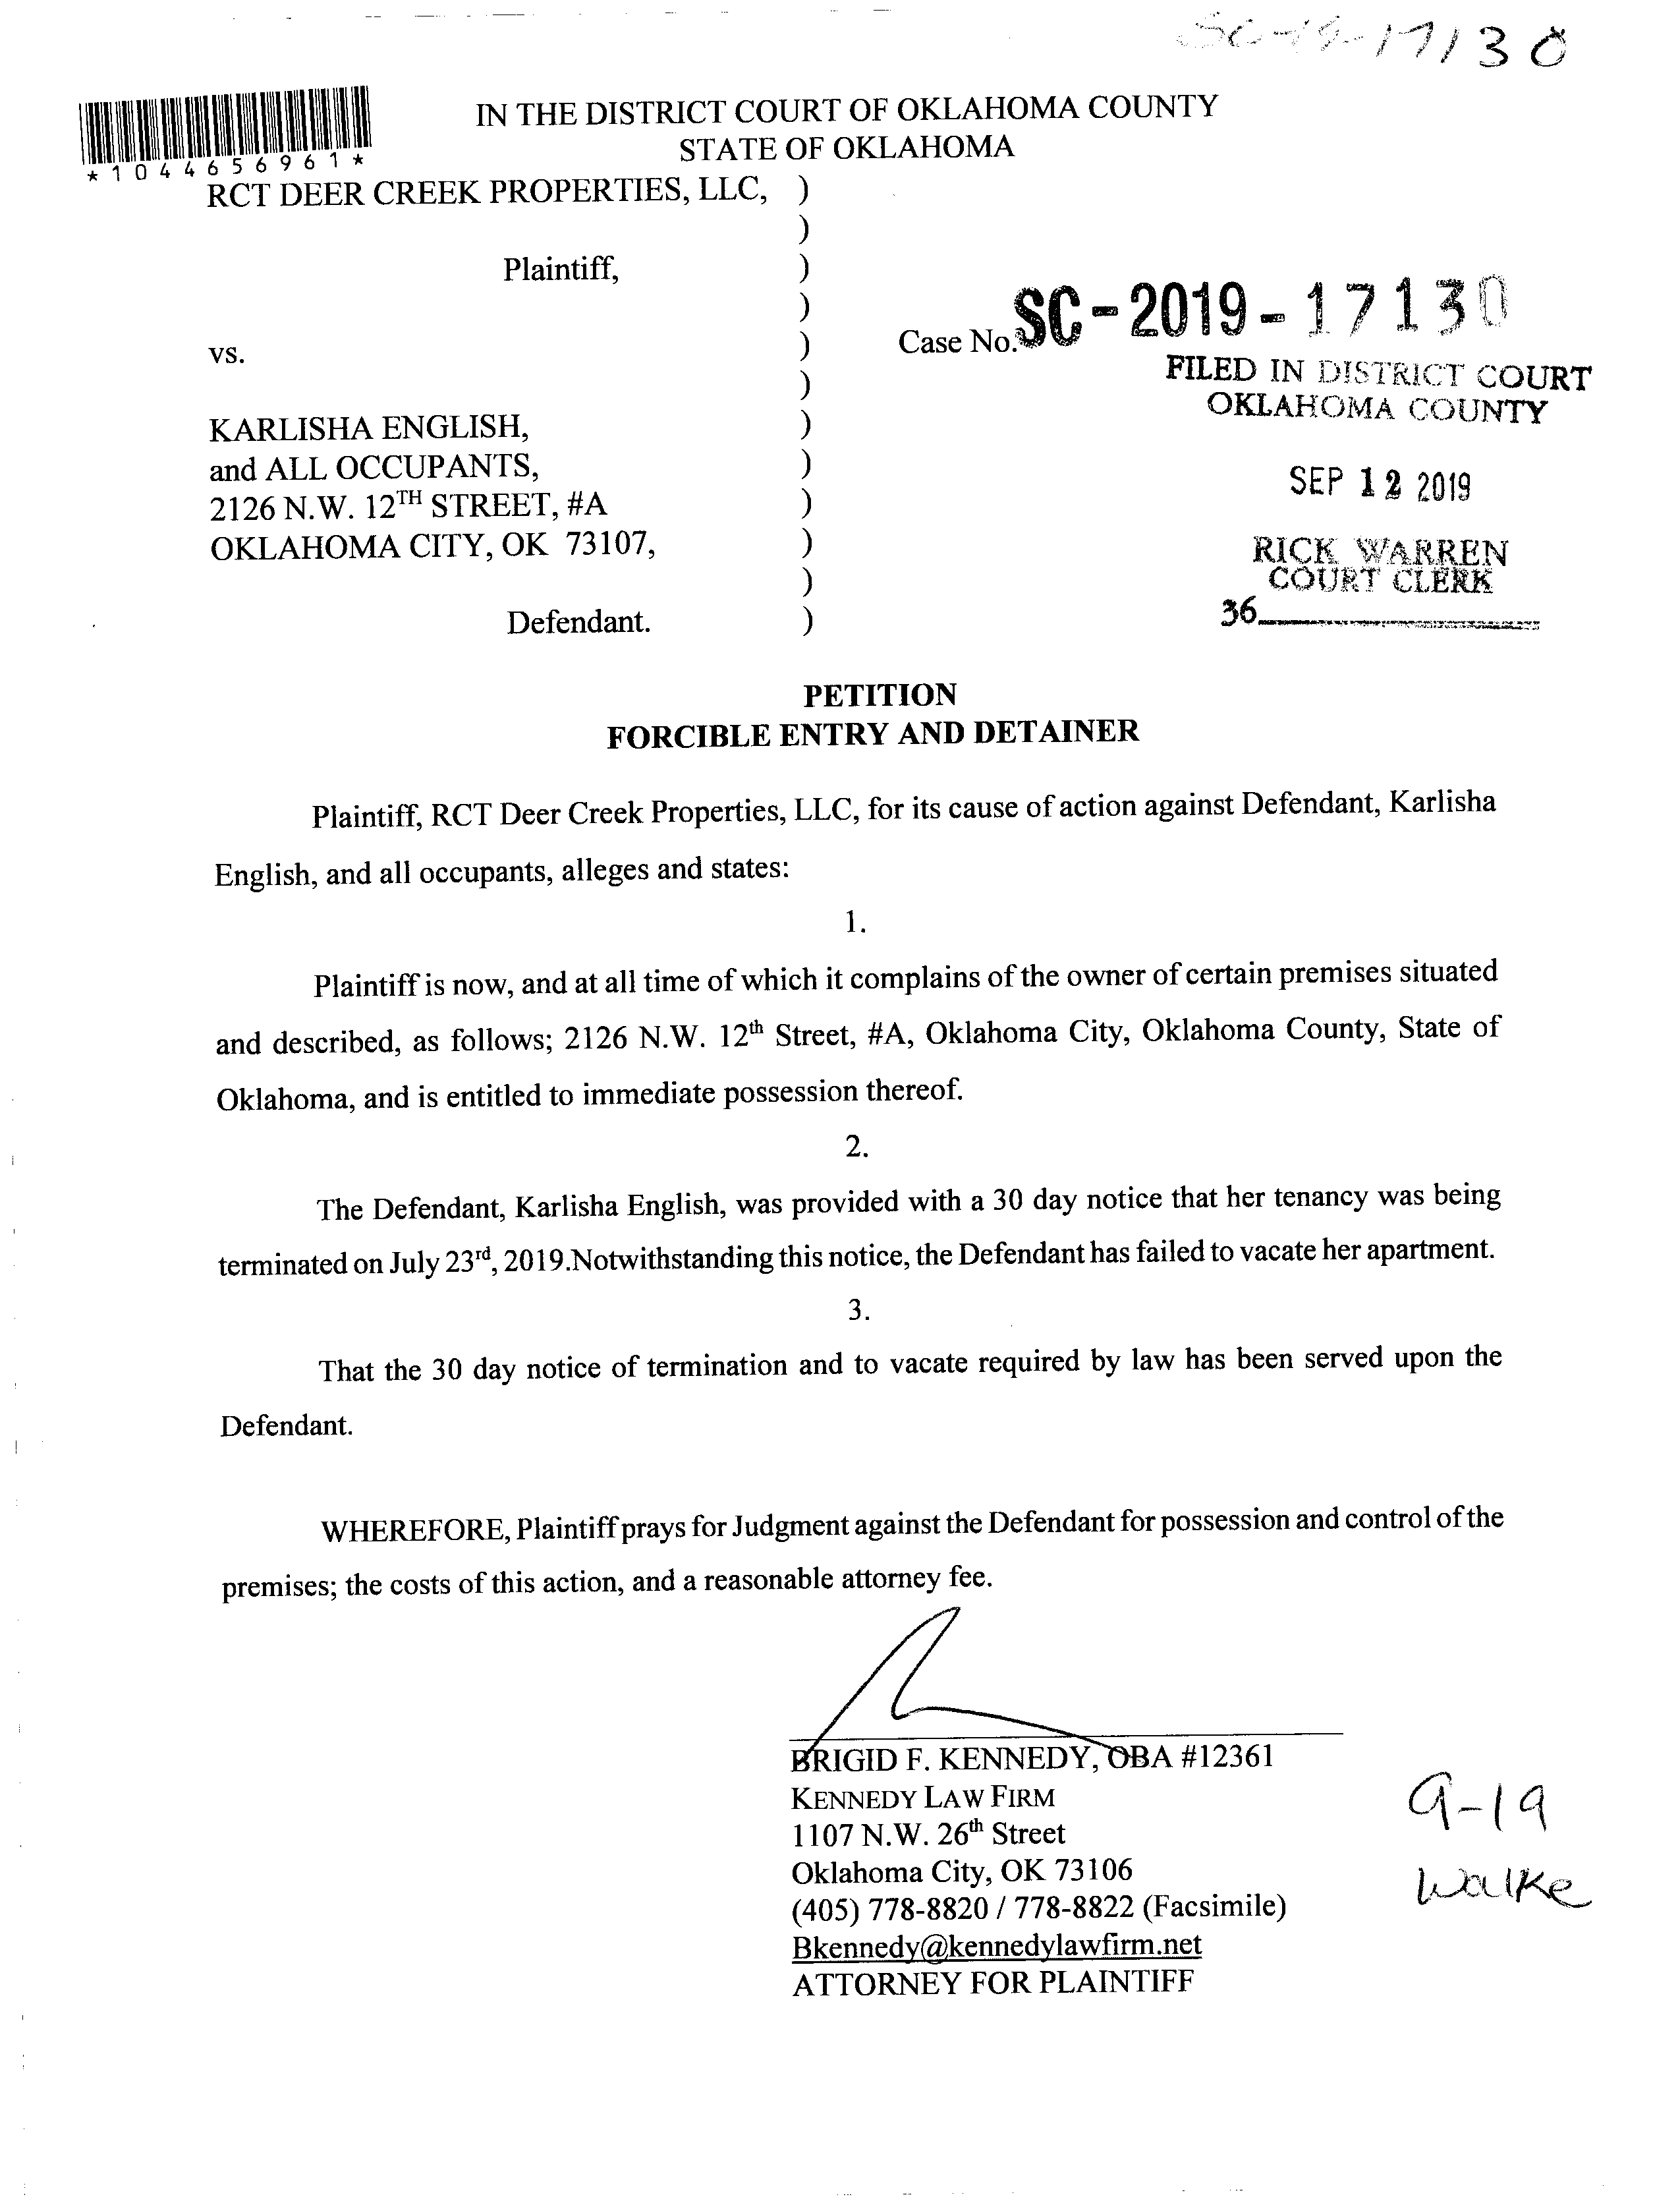 SC-19-17130
*1044656961*
IN THE DISTRICT COURT OF OKLAHOMA COUNTY
STATE OF OKLAHOMA
RCT DEER CREEK PROPERTIES, LLC, )
)
Plaintiff, )
)
vs. ) Case No. SC-2019-17130
)
FILED IN DISTRICT COURT
OKLAHOMA COUNTY
KARLISHA ENGLISH, )
and ALL OCCUPANTS, )
SEP 12 2019
2126 N.W. 12TH STREET, #A )
OKLAHOMA CITY, OK 73107, )
RICK WARREN
COURT CLERK
)
36
Defendant. )
PETITION
FORCIBLE ENTRY AND DETAINER
Plaintiff, RCT Deer Creek Properties, LLC, for its cause of action against Defendant, Karlisha
English, and all occupants, alleges and states:
1.
Plaintiff is now, and at all time of which it complains of the owner of certain premises situated
and described, as follows; 2126 N.W. 12th Street, #A, Oklahoma City, Oklahoma County, State of
Oklahoma, and is entitled to immediate possession thereof.
2.
The Defendant, Karlisha English, was provided with a 30 day notice that her tenancy was being
terminated on July 23rd, 2019.Notwithstanding this notice, the Defendant has failed to vacate her apartment.
3.
That the 30 day notice of termination and to vacate required by law has been served upon the
Defendant.
WHEREFORE, Plaintiff prays for Judgment against the Defendant for possession and control of the
premises; the costs of this action, and a reasonable attorney fee.
BRIGID F. KENNEDY, OBA #12361
KENNEDY LAW FIRM
1107 N.W. 26th Street
Oklahoma City, OK 73106
(405) 778-8820 / 778-8822 (Facsimile)
Bkennedy@kennedylawfirm.net
ATTORNEY FOR PLAINTIFF
9-19
Walke